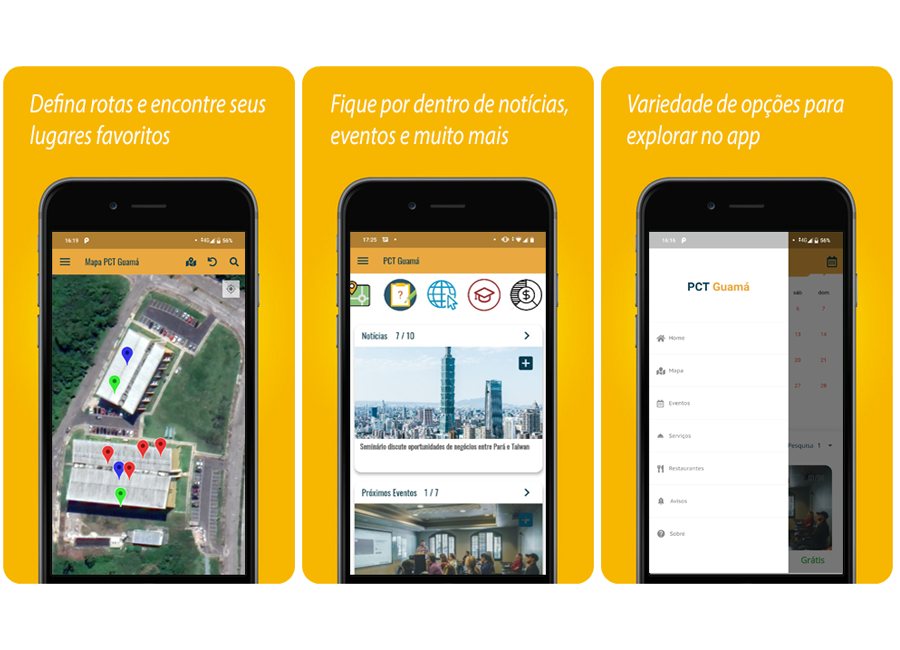 Defina rotas e encontre seus
lugares favoritos
16:19
56%
Mapa PCT Guamá
Fique por dentro de notícias,
eventos e muito mais
17:25
PCT Guamá
Notícias 7 / 10
Seminário discute oportunidades de negócios entre Pará e Taiwan
Próximos Eventos 1 / 7
Variedade de opções para
explorar no app
16:16
56%
PCT Guamá
Home
Mapa
Eventos
Serviços
Restaurantes
Avisos
Sobre
sab dom
6 7
13 14
20 21
27 28
Pesquisa 1
Grátis